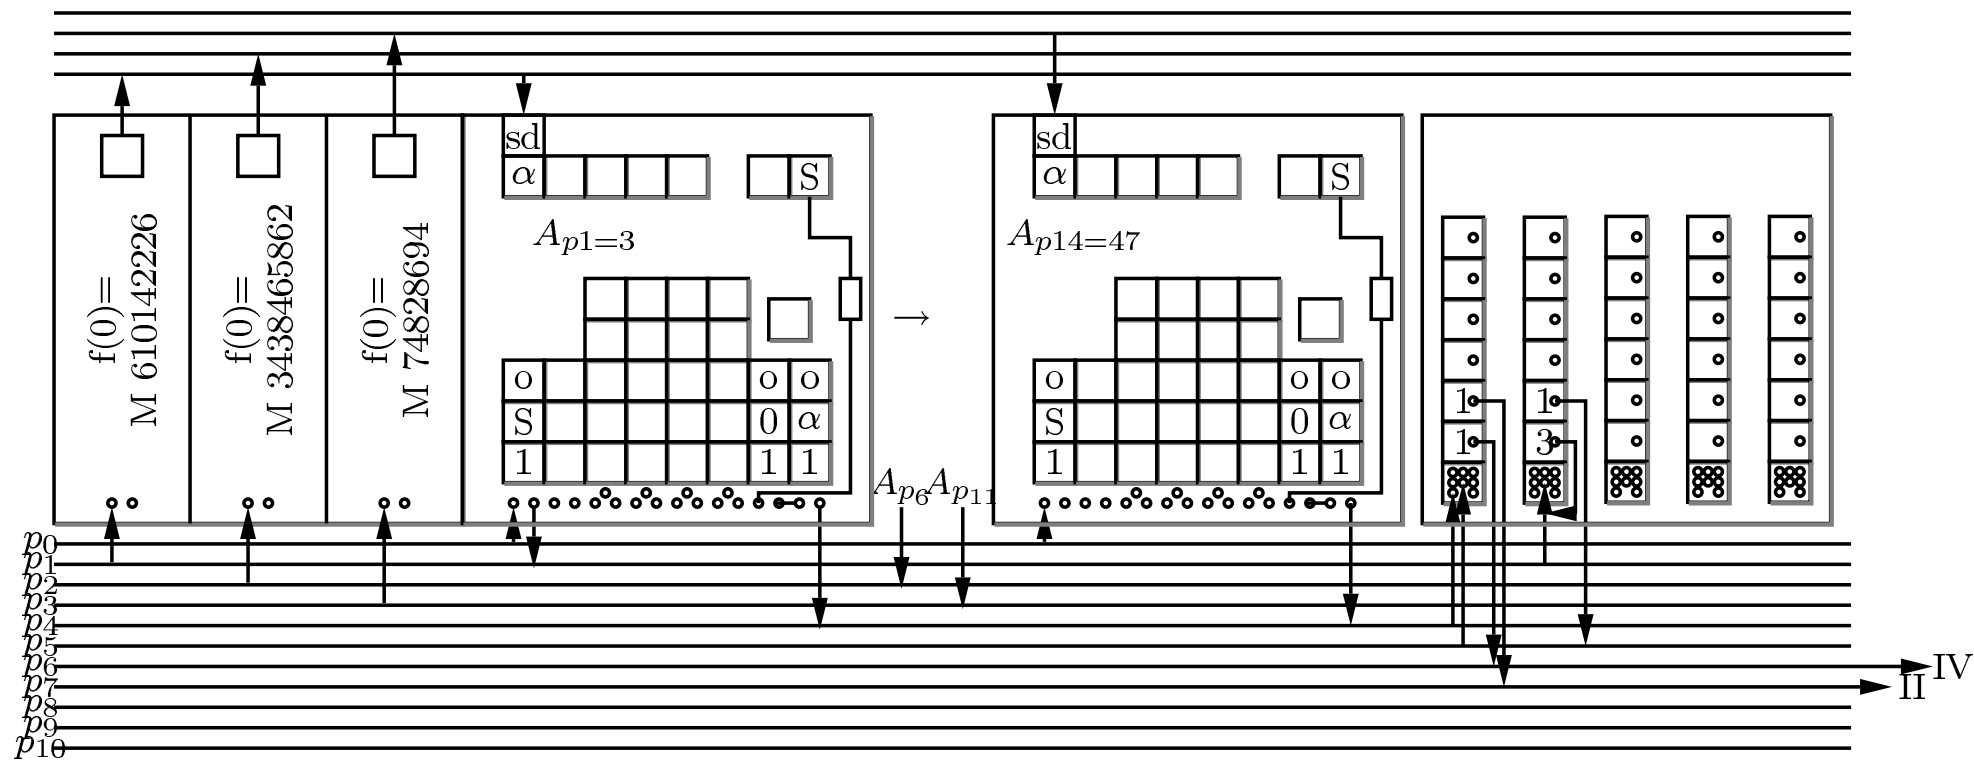 f(0)=
M 610142226
f(0)=
M 3438465862
f(0)=
M 74828694
sd
α
S
A_{p1=3}
o o o
S 0 α
1 1 1
→
A_{p6}
A_{p11}
sd
α
S
A_{p14=47}
o o o
S 0 α
1 1 1
1 1
1 3
p0
p1
p2
p3
p4
p5
p6
IV
p7
II
p8
p9
p10